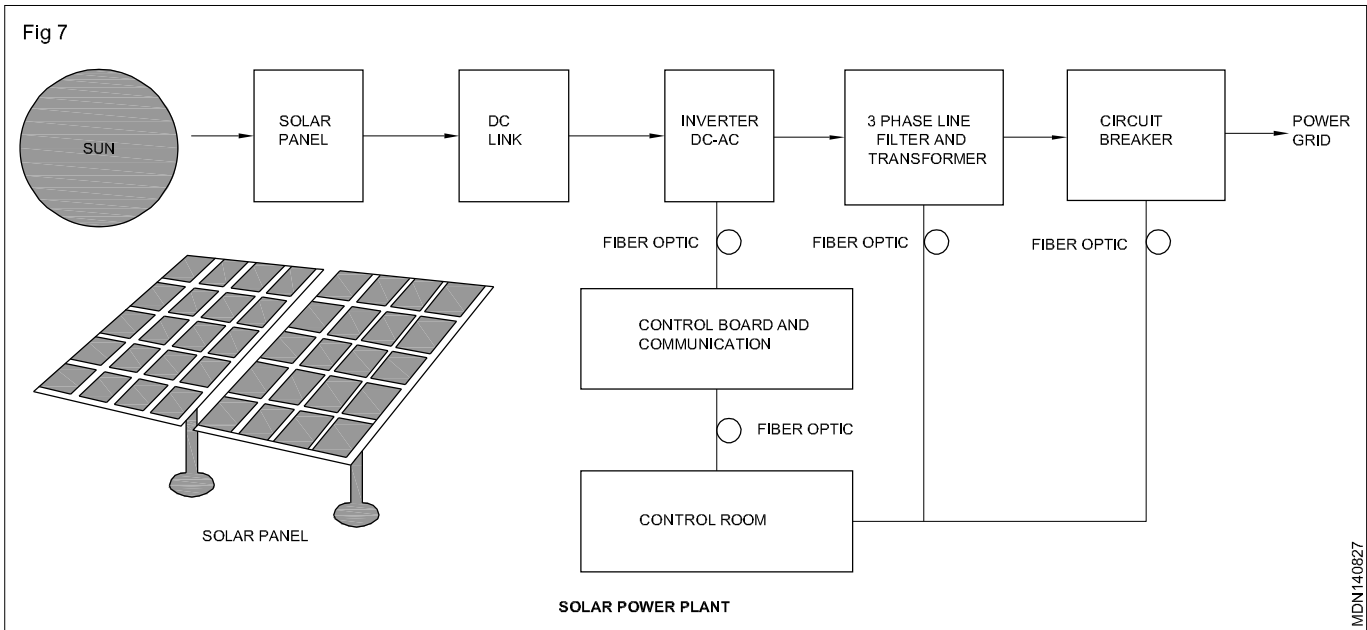 Fig 7
SUN
SOLAR
PANEL
DC
LINK
INVERTER
DC-AC
3 PHASE LINE
FILTER AND
TRANSFORMER
CIRCUIT
BREAKER
POWER
GRID
FIBER OPTIC
FIBER OPTIC
FIBER OPTIC
CONTROL BOARD AND
COMMUNICATION
FIBER OPTIC
CONTROL ROOM
SOLAR PANEL
SOLAR POWER PLANT
MDN140827